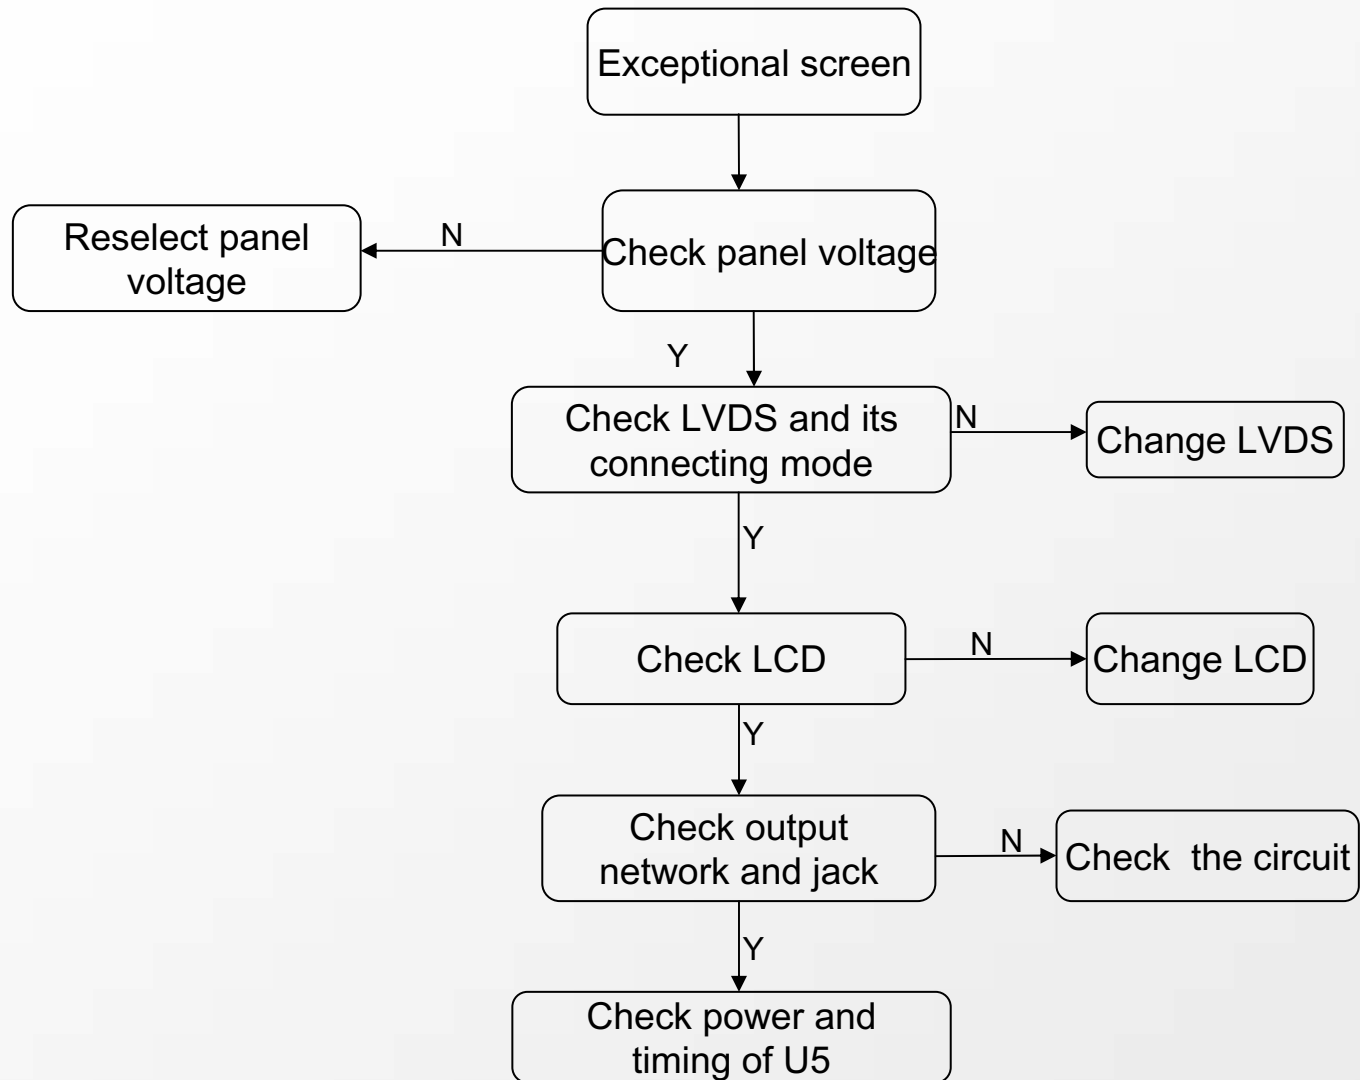 Exceptional screen
Reselect panel
voltage
N
Check panel voltage
Y
Check LVDS and its
connecting mode
N
Change LVDS
Y
Check LCD
N
Change LCD
Y
Check output
network and jack
N
Check  the circuit
Y
Check power and
timing of U5